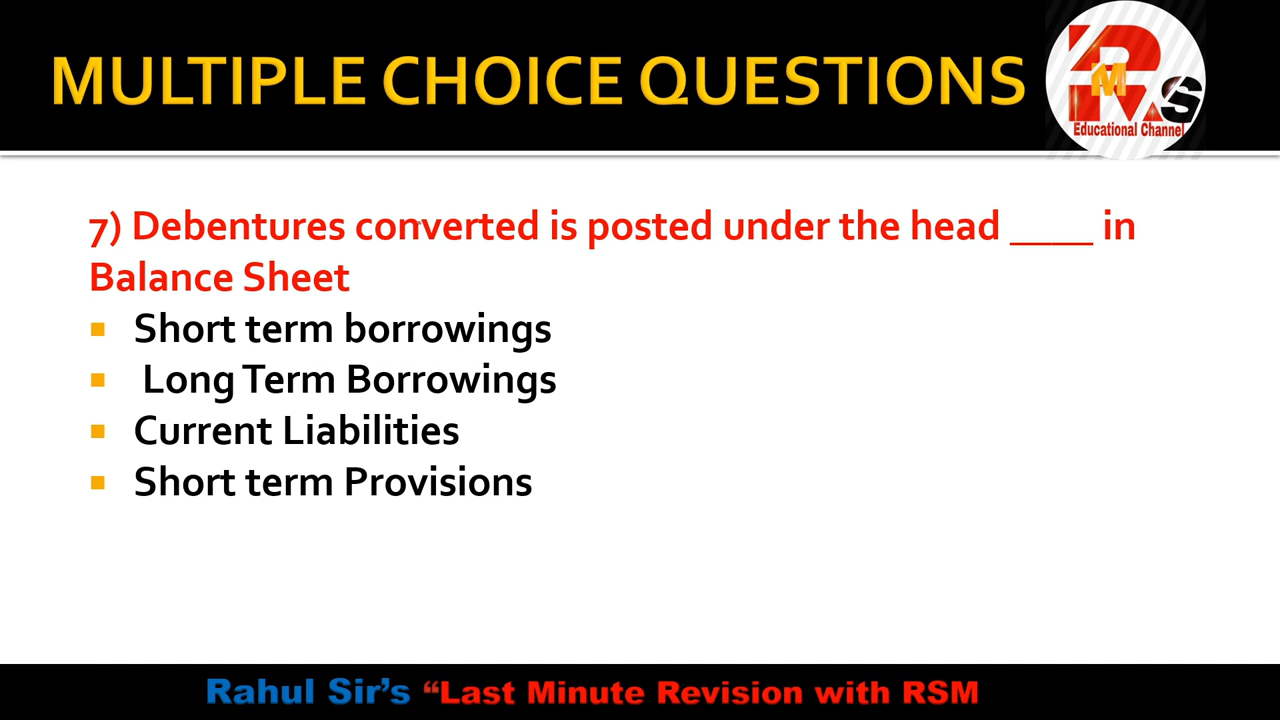 MULTIPLE CHOICE QUESTIONS
RMS
Educational Channel
7) Debentures converted is posted under the head ____ in
Balance Sheet
Short term borrowings
Long Term Borrowings
Current Liabilities
Short term Provisions
Rahul Sir's "Last Minute Revision with RSM